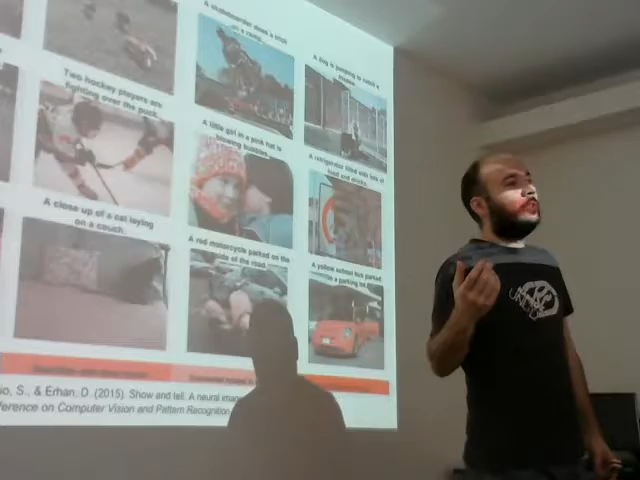 A skateboarder does a trick
on a ramp.
A dog is jumping to catch a
frisbee.
Two hockey players are
fighting over the puck.
A little girl in a pink hat is
blowing bubbles.
A refrigerator filled with lots of
food and drinks.
A close up of a cat laying
on a couch.
A red motorcycle parked on the
side of the road.
A yellow school bus parked
in a parking lot.
io, S., & Erhan, D. (2015). Show and tell: A neural
ference on Computer Vision and Pattern Recognition